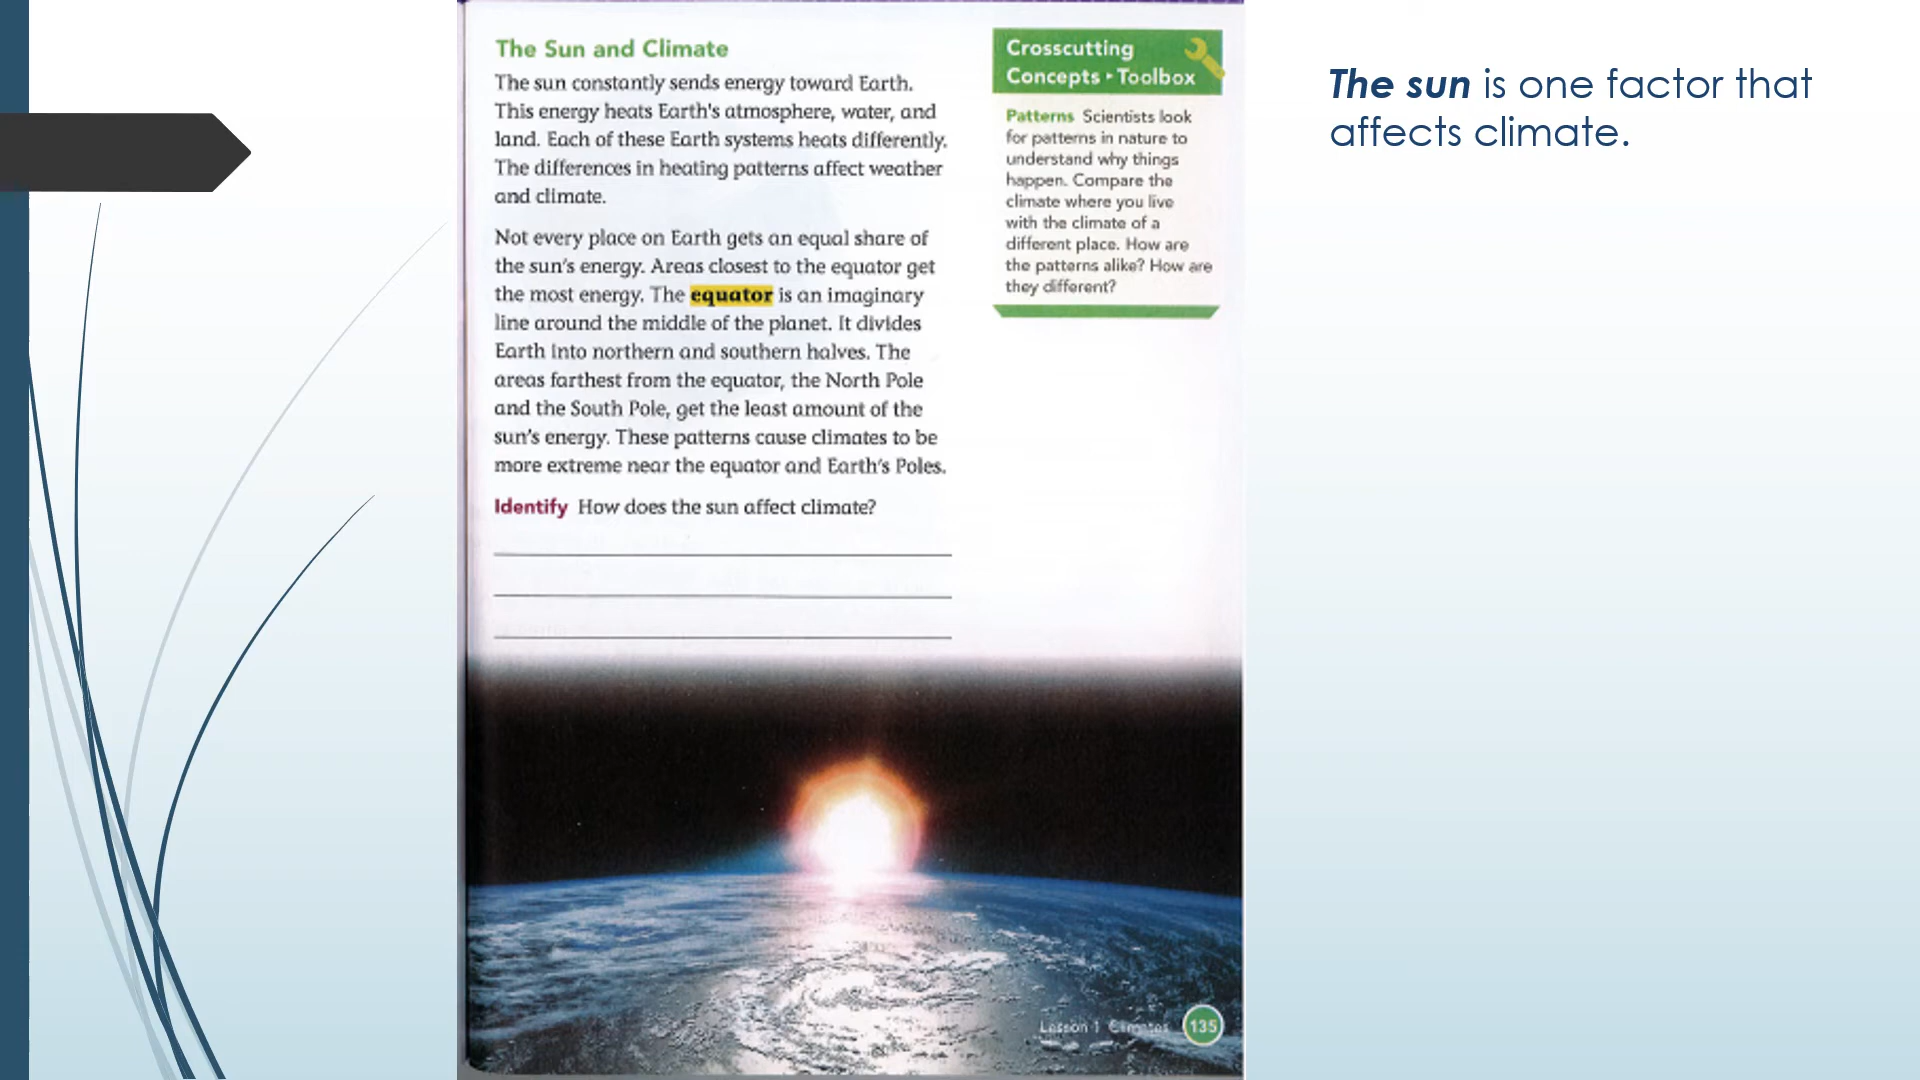 The Sun and Climate
The sun constantly sends energy toward Earth.
This energy heats Earth's atmosphere, water, and
land. Each of these Earth systems heats differently.
The differences in heating patterns affect weather
and climate.
Not every place on Earth gets an equal share of
the sun's energy. Areas closest to the equator get
the most energy. The equator is an imaginary
line around the middle of the planet. It divides
Earth into northern and southern halves. The
areas farthest from the equator, the North Pole
and the South Pole, get the least amount of the
sun's energy. These patterns cause climates to be
more extreme near the equator and Earth's Poles.
Identify How does the sun affect climate?
Crosscutting
Concepts ▸ Toolbox
Patterns Scientists look
for patterns in nature to
understand why things
happen. Compare the
climate where you live
with the climate of a
different place. How are
the patterns alike? How are
they different?
Lesson 1 Climates 135
The sun is one factor that
affects climate.